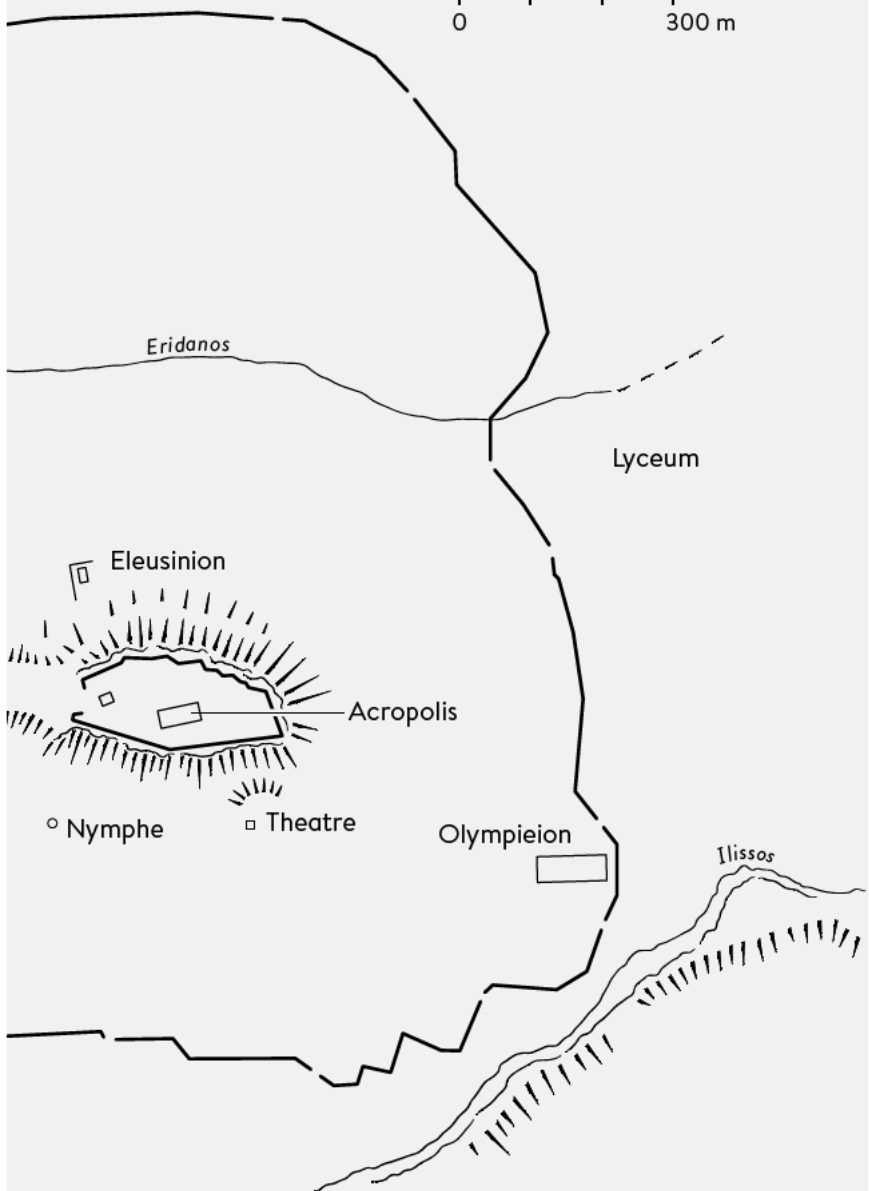 0 300 m
Eridanos
Lyceum
Eleusinion
Acropolis
Nymphe
Theatre
Olympieion
Ilissos